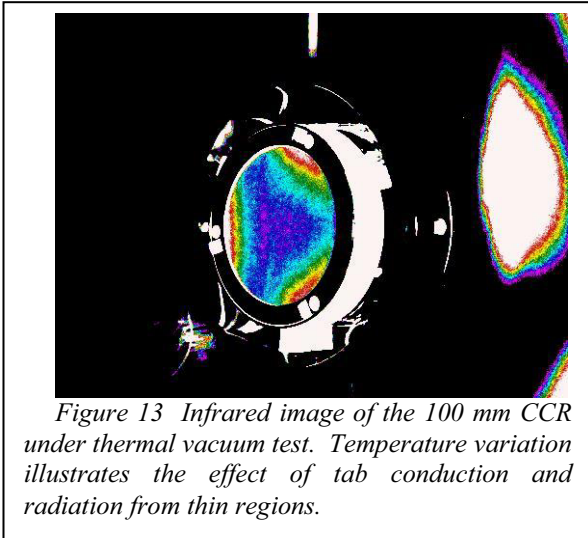 Figure 13 Infrared image of the 100 mm CCR
under thermal vacuum test. Temperature variation
illustrates the effect of tab conduction and
radiation from thin regions.